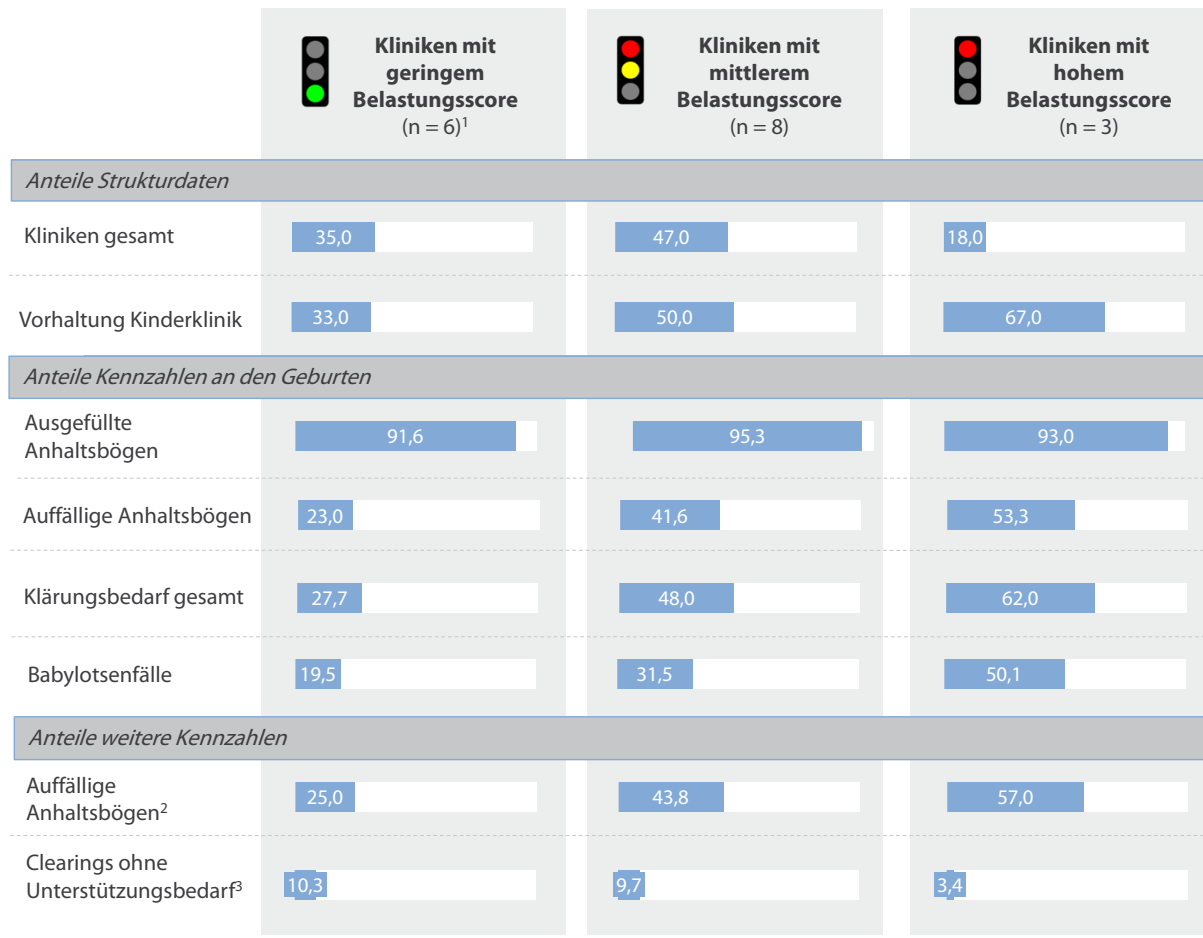 Kliniken mit
geringem
Belastungsscore
(n = 6)¹
Kliniken mit
mittlerem
Belastungsscore
(n = 8)
Kliniken mit
hohem
Belastungsscore
(n = 3)
Anteile Strukturdaten
Kliniken gesamt
35,0
47,0
18,0
Vorhaltung Kinderklinik
33,0
50,0
67,0
Anteile Kennzahlen an den Geburten
Ausgefüllte
Anhaltsbögen
91,6
95,3
93,0
Auffällige Anhaltsbögen
23,0
41,6
53,3
Klärungsbedarf gesamt
27,7
48,0
62,0
Babylotsenfälle
19,5
31,5
50,1
Anteile weitere Kennzahlen
Auffällige
Anhaltsbögen²
25,0
43,8
57,0
Clearings ohne
Unterstützungsbedarf³
10,3
9,7
3,4